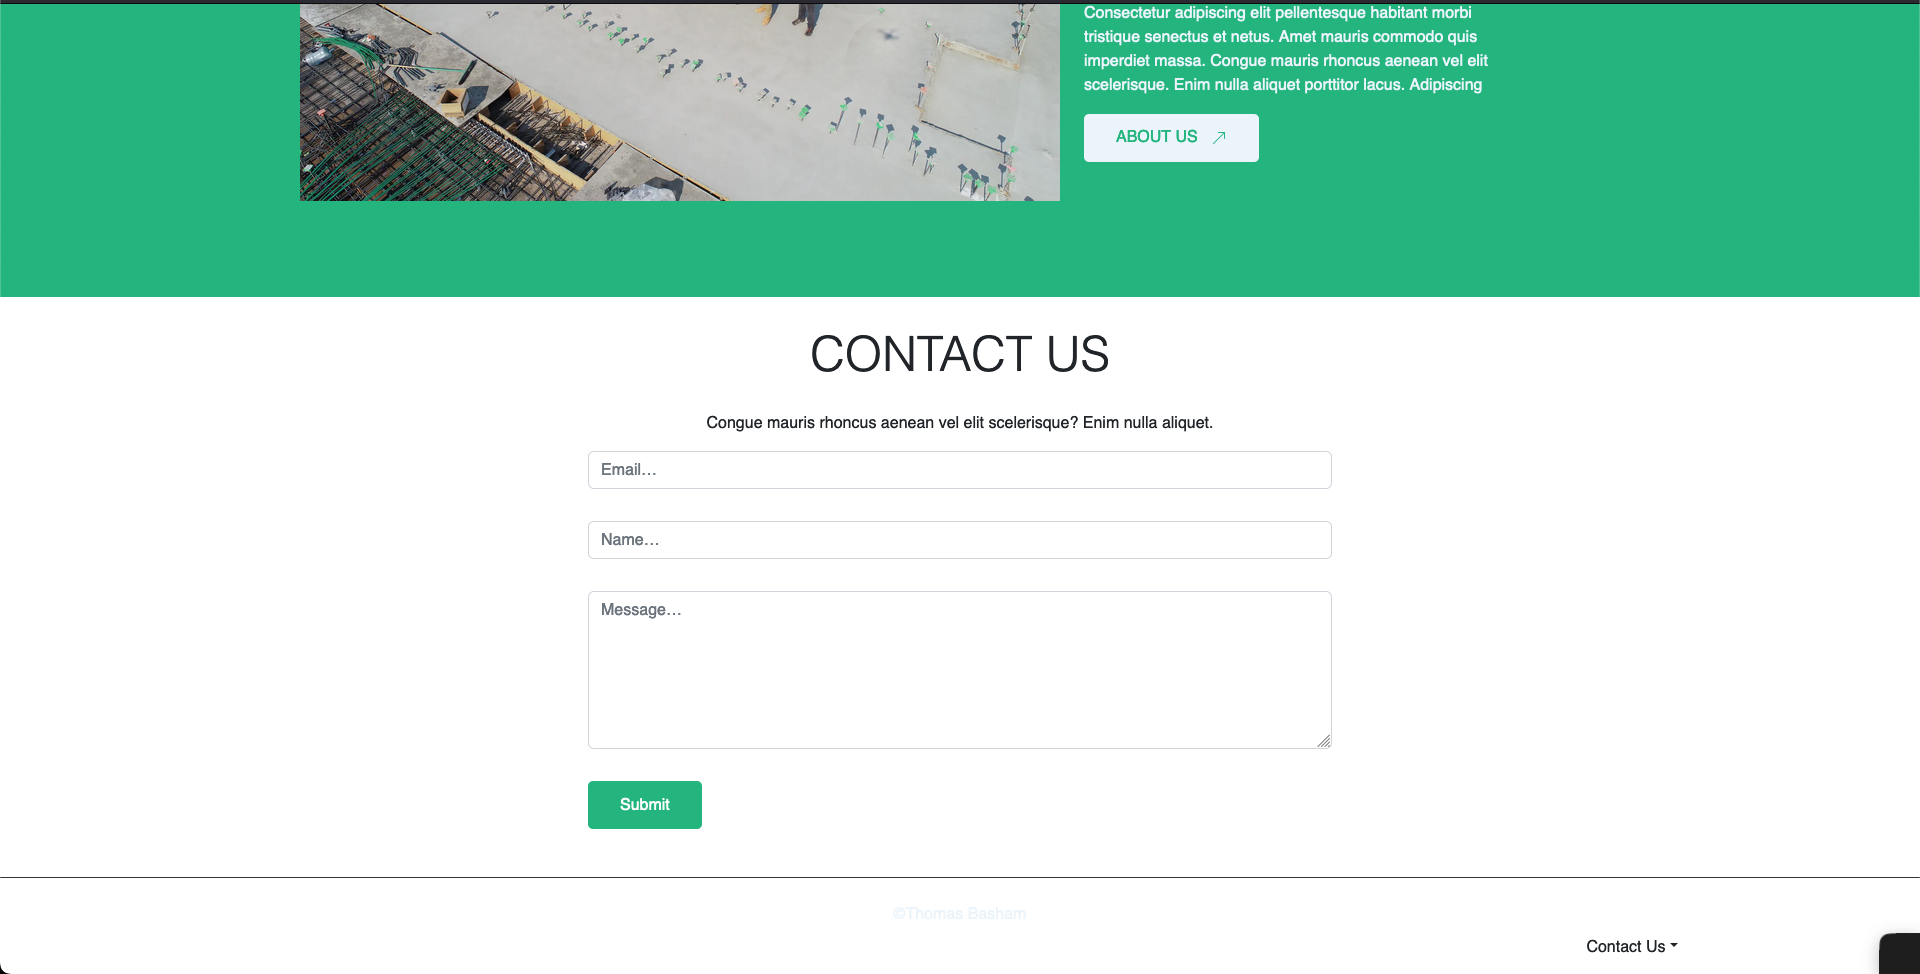 Consectetur adipiscing elit pellentesque habitant morbi
tristique senectus et netus. Amet mauris commodo quis
imperdiet massa. Congue mauris rhoncus aenean vel elit
scelerisque. Enim nulla aliquet porttitor lacus. Adipiscing
ABOUT US
CONTACT US
Congue mauris rhoncus aenean vel elit scelerisque? Enim nulla aliquet.
Email...
Name...
Message...
Submit
©Thomas Basham
Contact Us